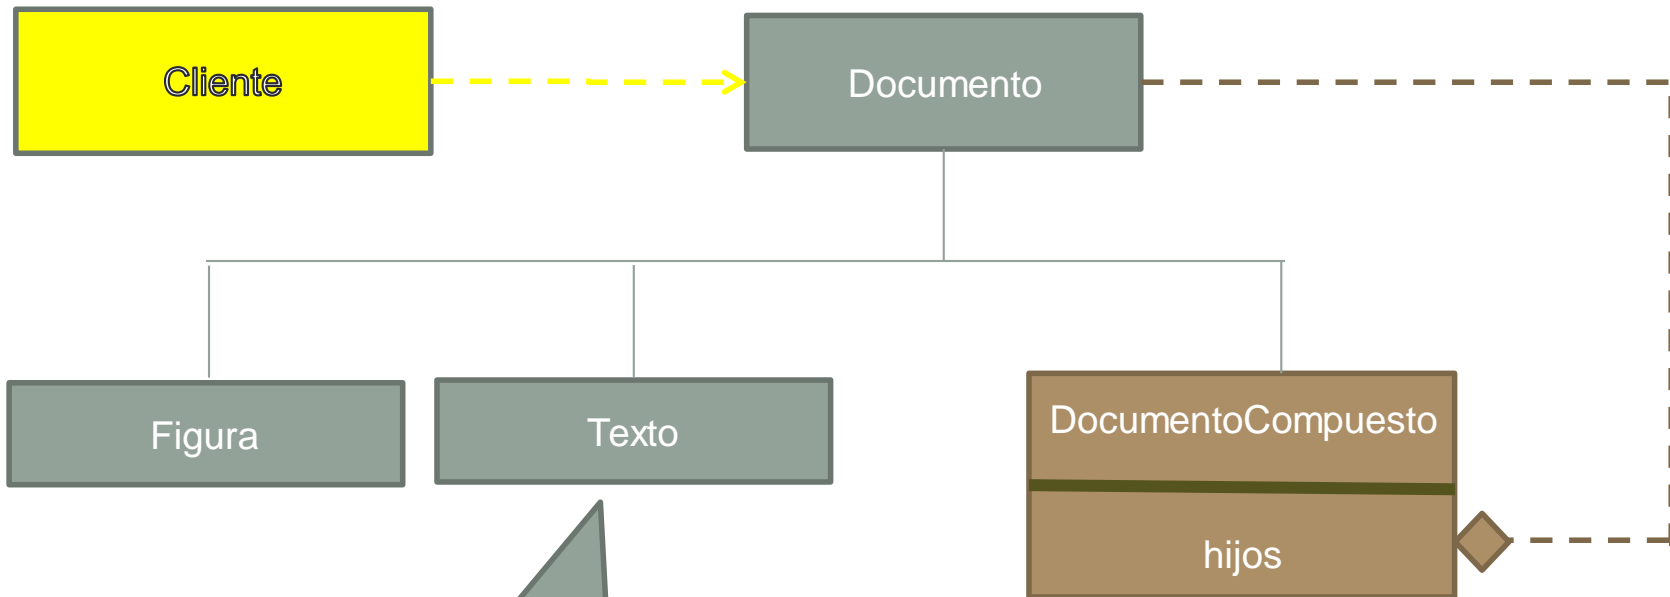 Cliente
Documento
Figura
Texto
DocumentoCompuesto
hijos